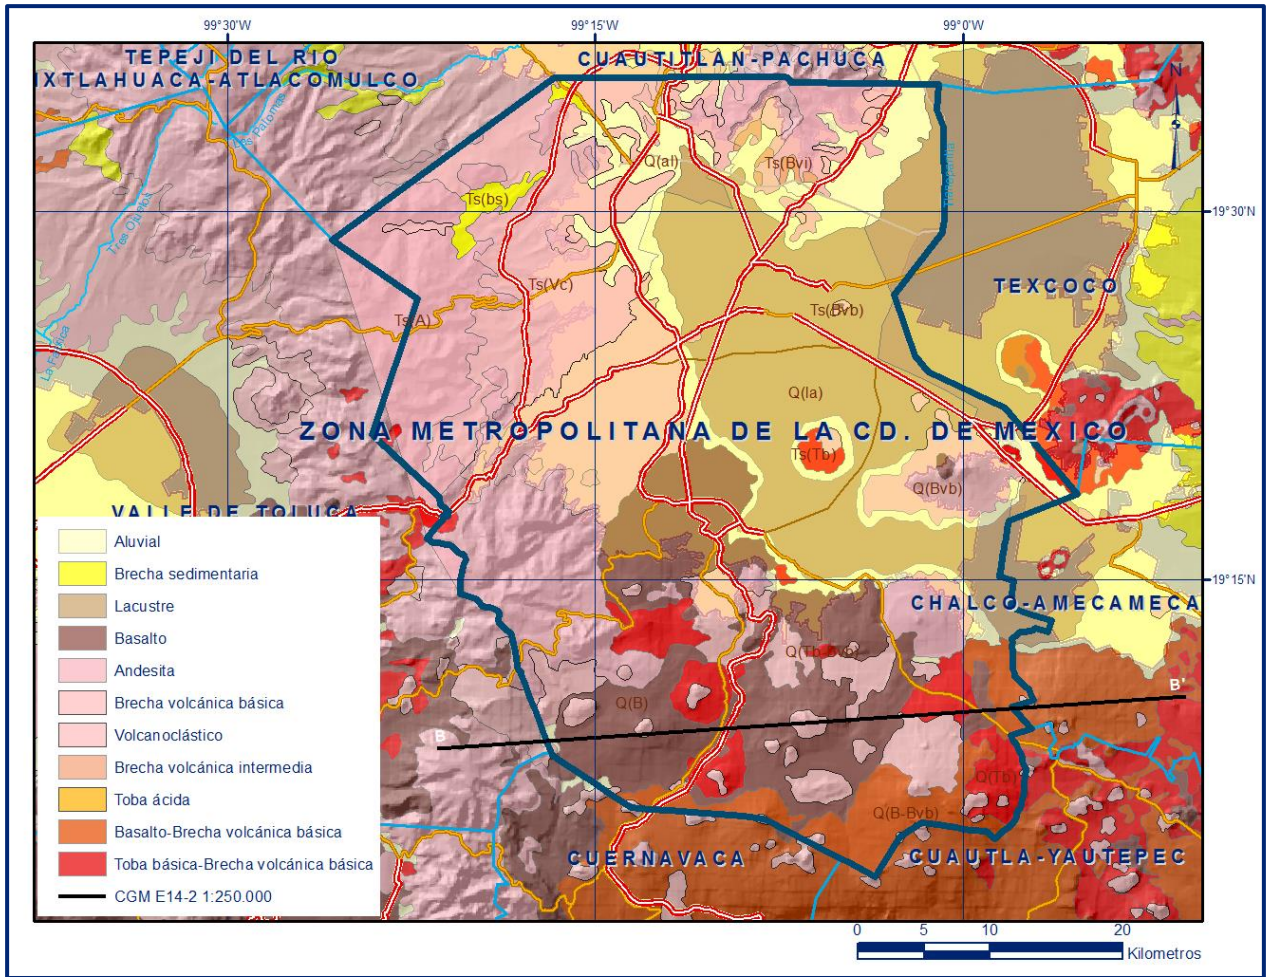 99°30'W
99°15'W
99°0'W
TEPEJI DEL RIO
IXTLAHUACA-ATLACOMULCO
CUAUTITLAN-PACHUCA
N
Q(al)
Ts(Bvi)
Ts(bs)
19°30'N
Tres Ojuelos
Ts(Vc)
TEXCOCO
Ts(A)
Ts(Bvb)
Q(la)
ZONA METROPOLITANA DE LA CD. DE MEXICO
Ts(Tb)
Q(Bvb)
VALLE DE TOLUCA
19°15'N
CHALCO-AMECAMECA
Q(B)
B
B'
Q(Tb)
Q(B-Bvb)
CUERNAVACA
CUAUTLA-YAUTEPEC
Aluvial
Brecha sedimentaria
Lacustre
Basalto
Andesita
Brecha volcánica básica
Volcanoclástico
Brecha volcánica intermedia
Toba ácida
Basalto-Brecha volcánica básica
Toba básica-Brecha volcánica básica
CGM E14-2 1:250.000
0 5 10 20
Kilometros